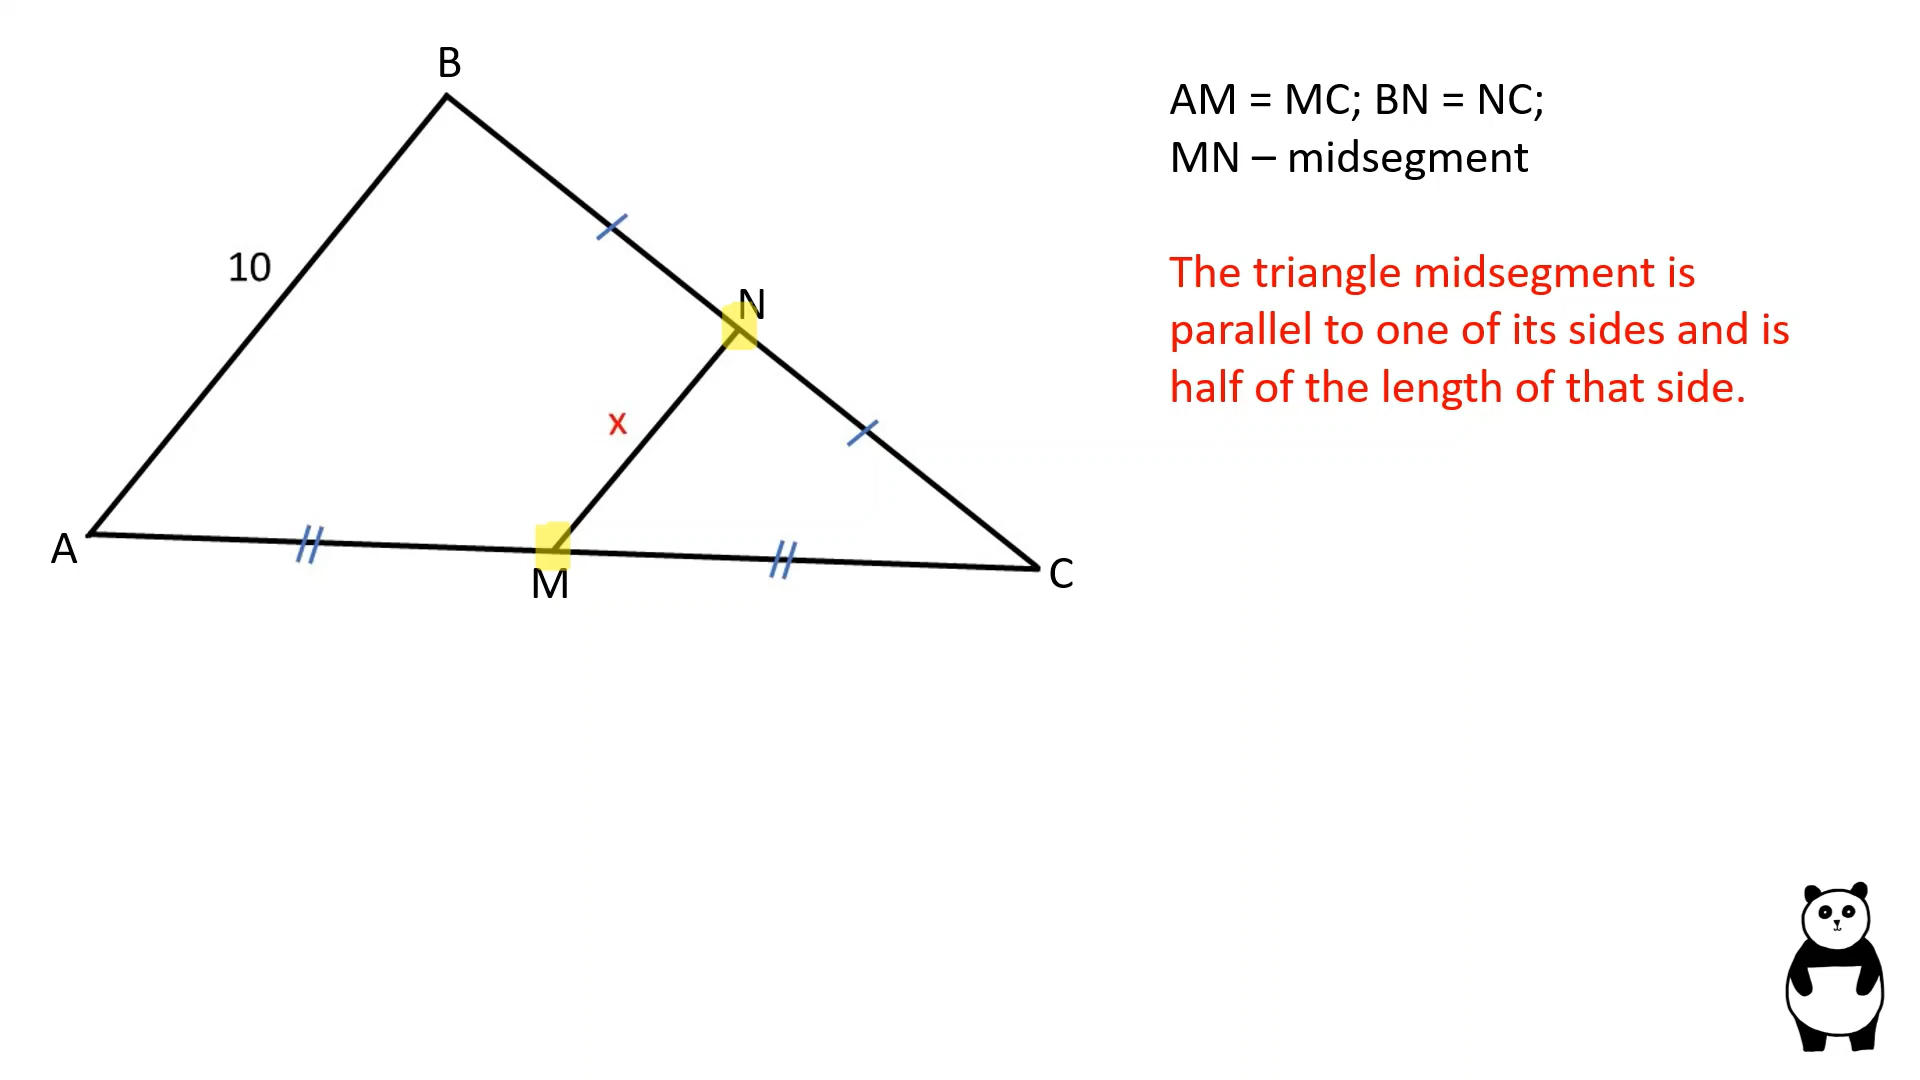 B
AM = MC; BN = NC;
MN – midsegment
10
The triangle midsegment is
parallel to one of its sides and is
half of the length of that side.
N
x
A
M
C